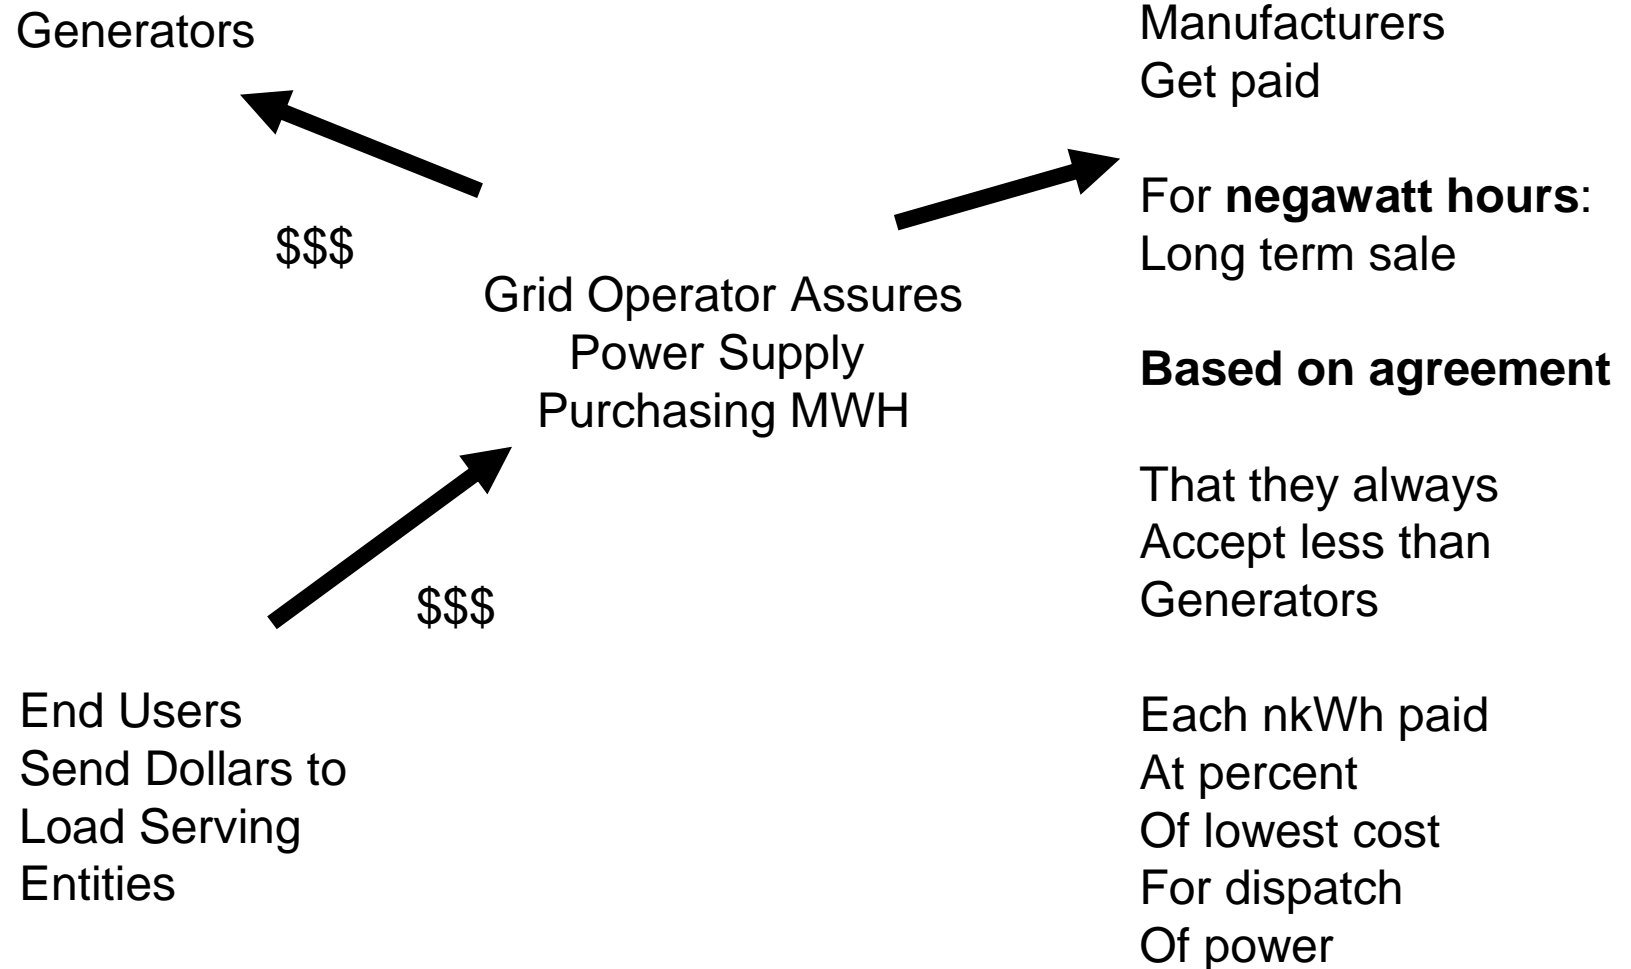 Generators
$$$
Grid Operator Assures
Power Supply
Purchasing MWH
$$$
End Users
Send Dollars to
Load Serving
Entities
Manufacturers
Get paid
For negawatt hours:
Long term sale
Based on agreement
That they always
Accept less than
Generators
Each nkWh paid
At percent
Of lowest cost
For dispatch
Of power